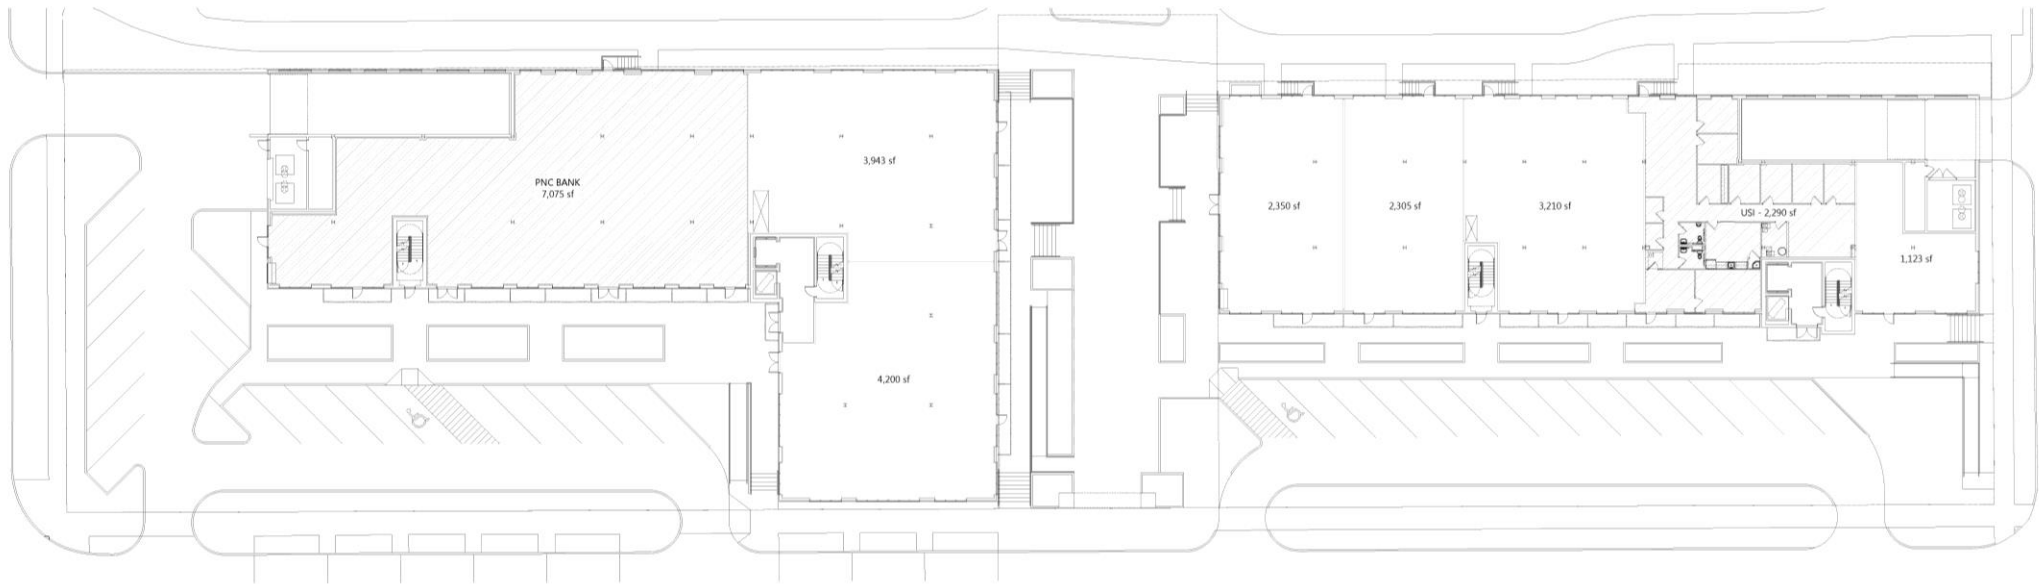 PNC BANK
7,075 sf
3,943 sf
4,200 sf
2,350 sf
2,305 sf
3,210 sf
USI - 2,290 sf
1,123 sf